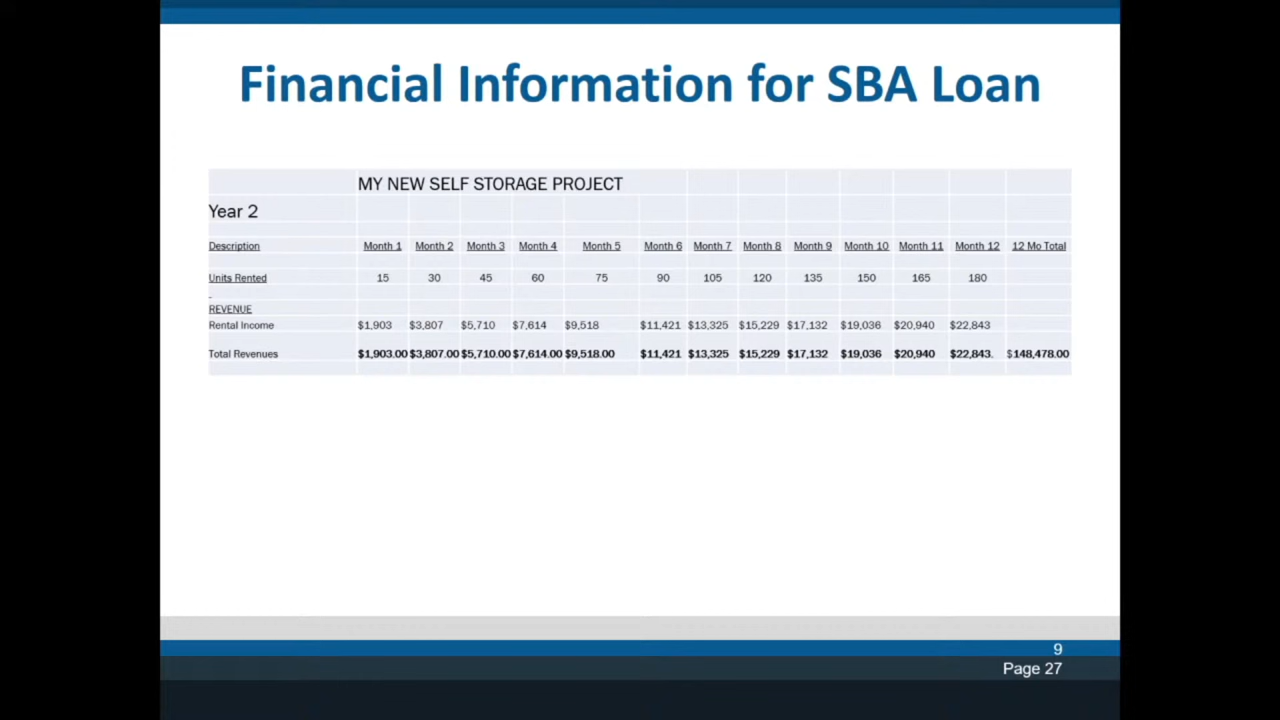 Financial Information for SBA Loan
MY NEW SELF STORAGE PROJECT
Year 2
Description Month 1 Month 2 Month 3 Month 4 Month 5 Month 6 Month 7 Month 8 Month 9 Month 10 Month 11 Month 12 12 Mo Total
Units Rented 15 30 45 60 75 90 105 120 135 150 165 180
REVENUE
Rental Income $1,903 $3,807 $5,710 $7,614 $9,518 $11,421 $13,325 $15,229 $17,132 $19,036 $20,940 $22,843
Total Revenues $1,903.00 $3,807.00 $5,710.00 $7,614.00 $9,518.00 $11,421 $13,325 $15,229 $17,132 $19,036 $20,940 $22,843. $148,478.00
9
Page 27